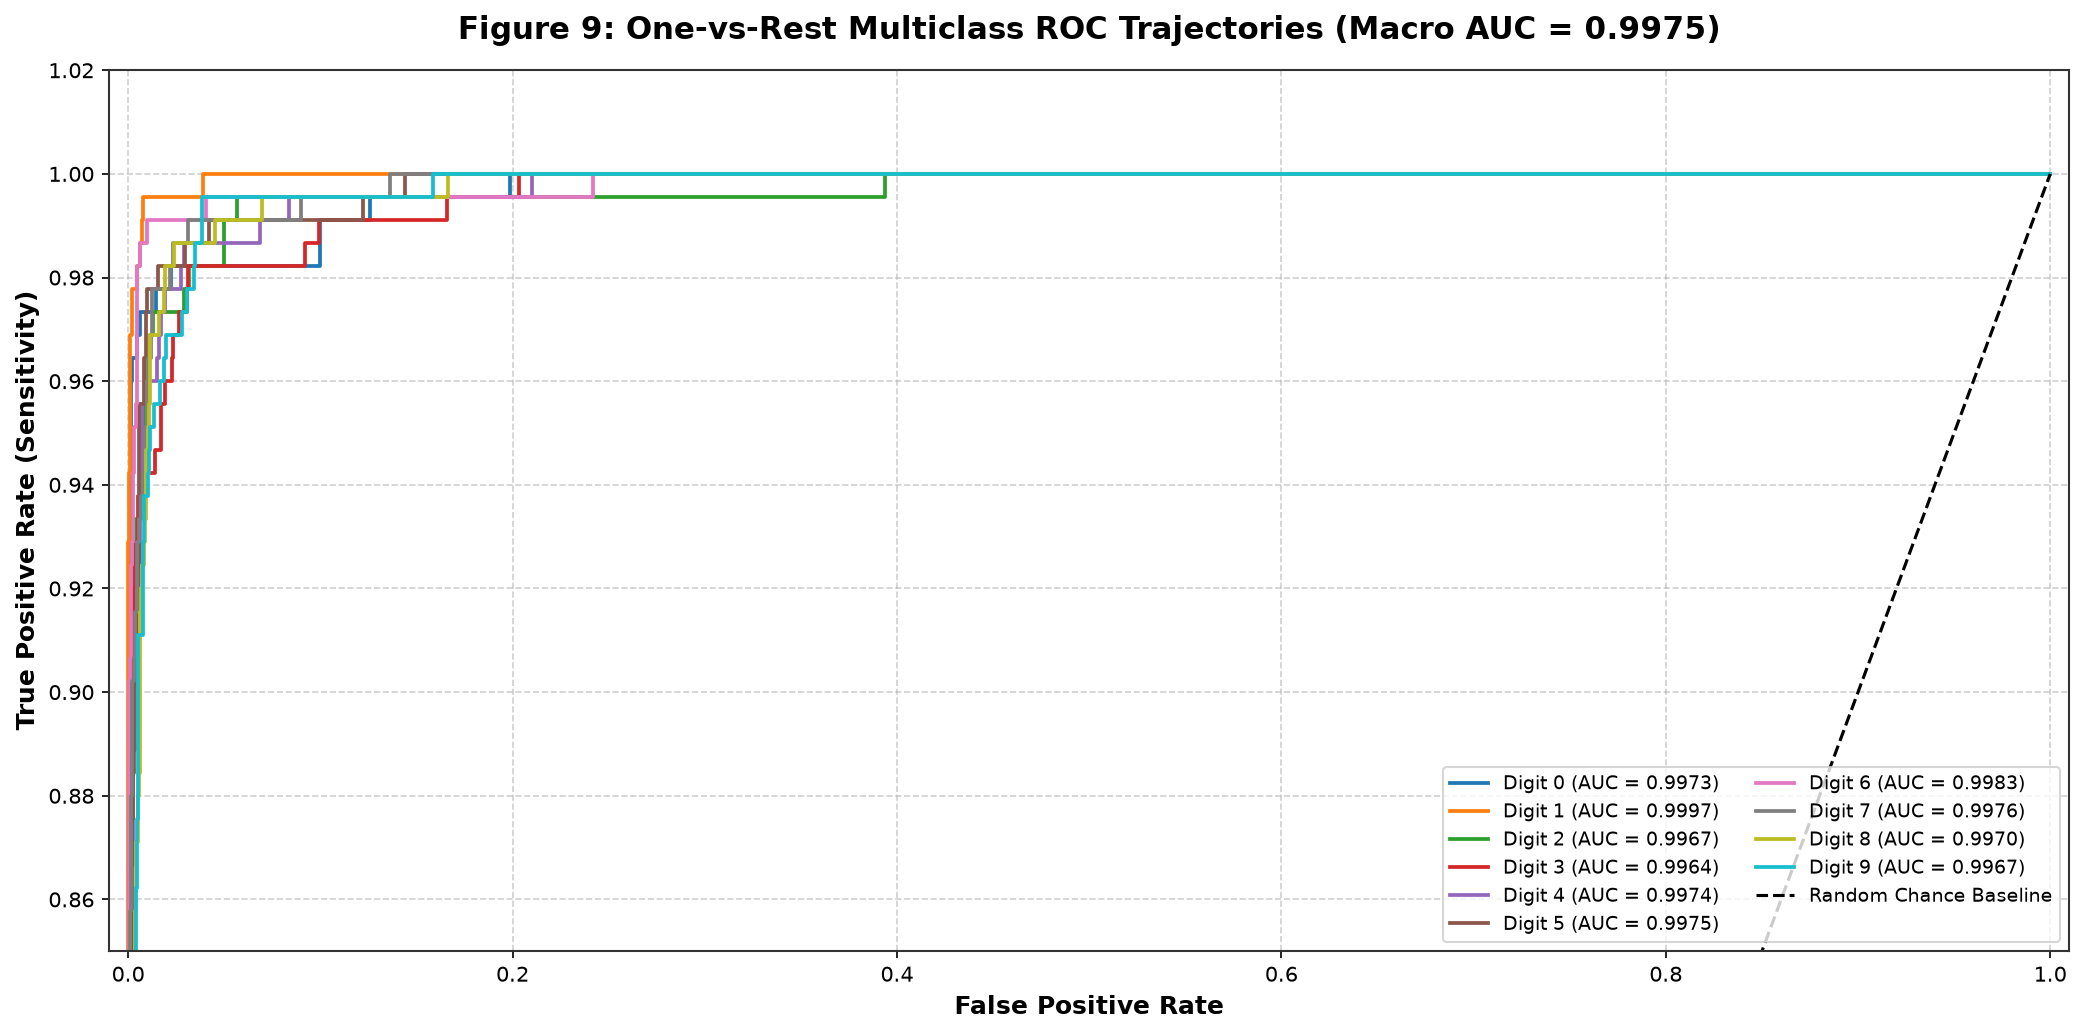 Figure 9: One-vs-Rest Multiclass ROC Trajectories (Macro AUC = 0.9975)
True Positive Rate (Sensitivity)
1.02
1.00
0.98
0.96
0.94
0.92
0.90
0.88
0.86
0.0
0.2
0.4
0.6
0.8
1.0
False Positive Rate
Digit 0 (AUC = 0.9973)
Digit 1 (AUC = 0.9997)
Digit 2 (AUC = 0.9967)
Digit 3 (AUC = 0.9964)
Digit 4 (AUC = 0.9974)
Digit 5 (AUC = 0.9975)
Digit 6 (AUC = 0.9983)
Digit 7 (AUC = 0.9976)
Digit 8 (AUC = 0.9970)
Digit 9 (AUC = 0.9967)
Random Chance Baseline